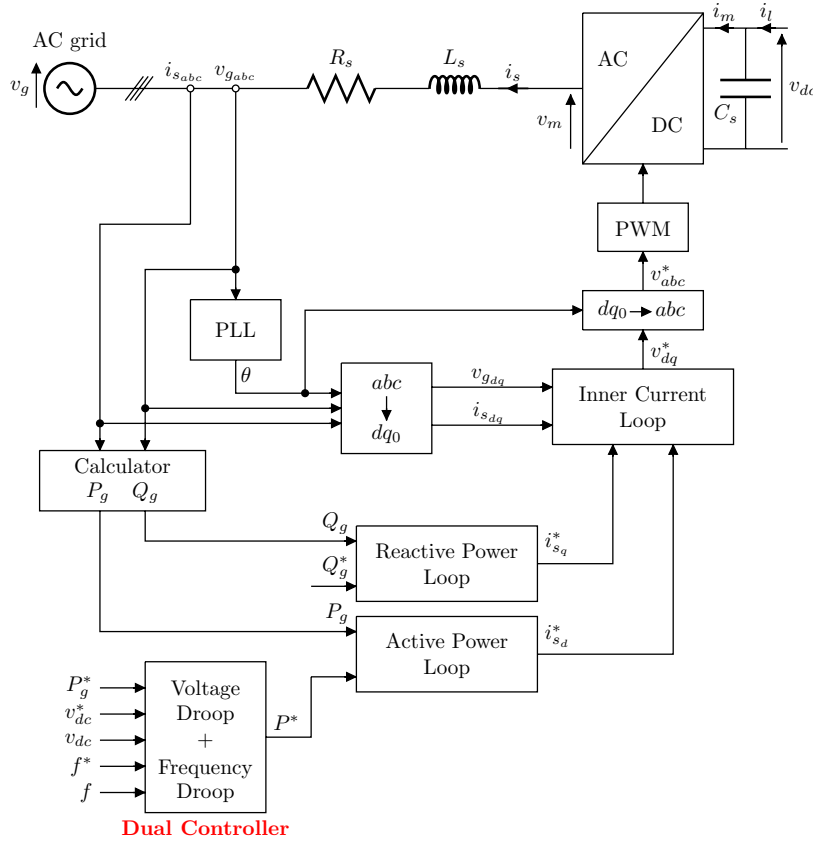 AC grid
v_g
i_{s_{abc}}
v_{g_{abc}}
R_s
L_s
i_s
v_m
AC
DC
i_m
i_l
C_s
v_{dc}
PWM
v^*_{abc}
dq_0 → abc
v^*_{dq}
PLL
θ
abc
↓
dq_0
v_{g_{dq}}
i_{s_{dq}}
Inner Current
Loop
Calculator
P_g Q_g
Q_g
Q^*_g
Reactive Power
Loop
i^*_{s_q}
P_g
Active Power
Loop
i^*_{s_d}
P^*_g
v^*_{dc}
v_{dc}
f^*
f
Voltage
Droop
+
Frequency
Droop
P^*
Dual Controller